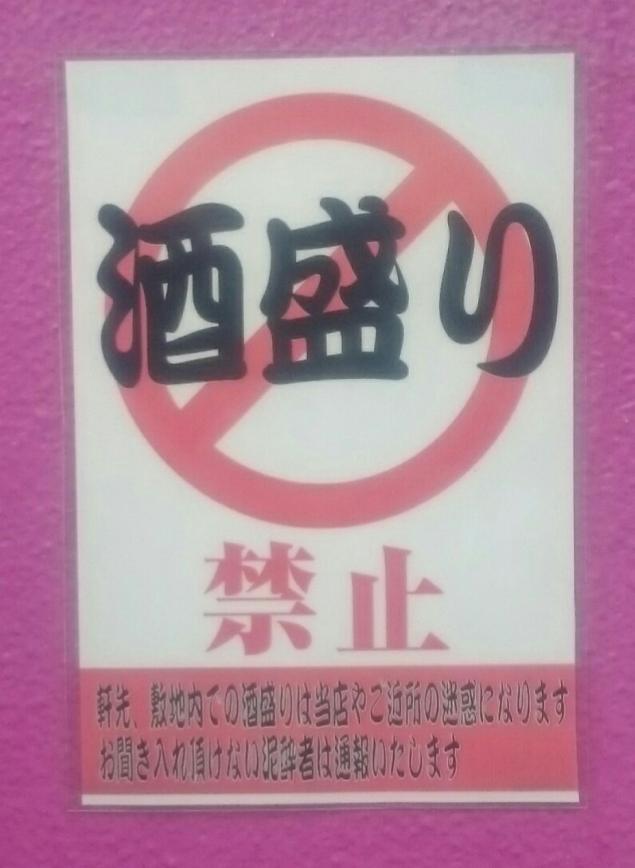 酒盛り
禁止
軒先、敷地内での酒盛りは当店やご近所の迷惑になります
お聞き入れ頂けない泥酔者は通報いたします